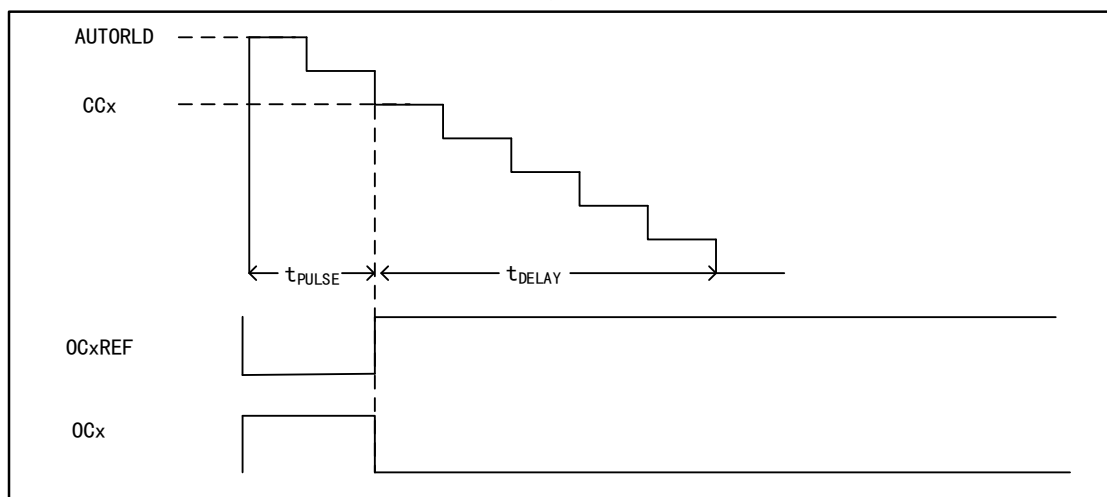 AUTORLD
CCx
tPULSE
tDELAY
OCxREF
OCx